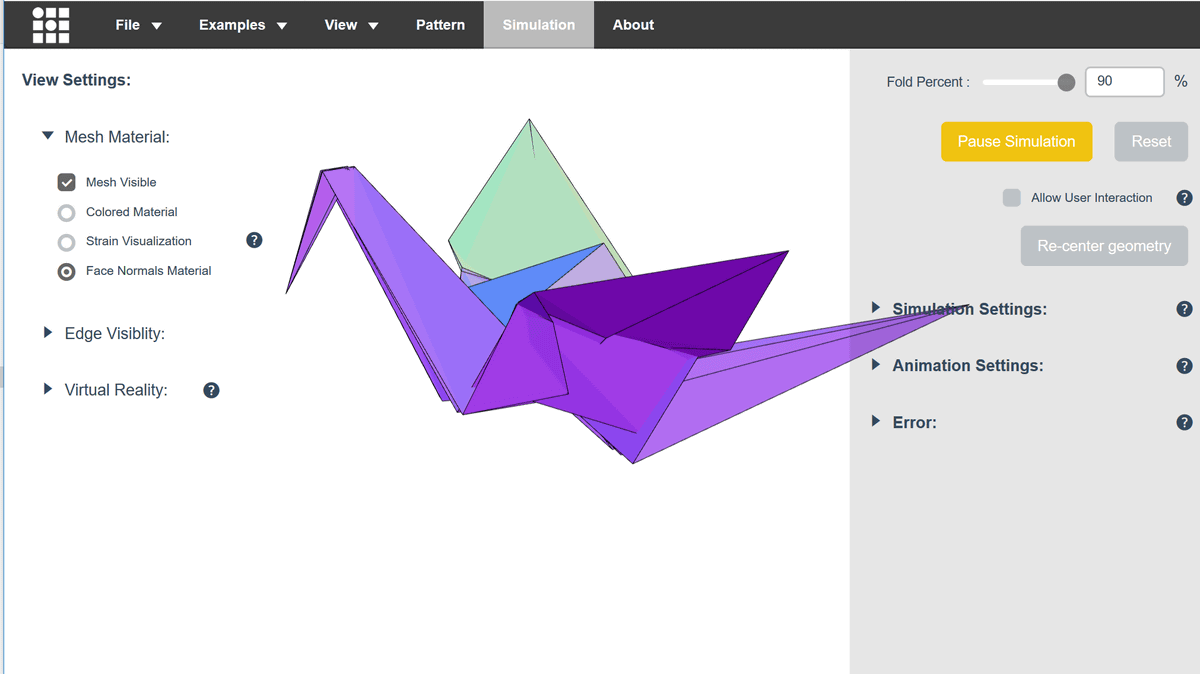 File Examples View Pattern Simulation About
View Settings:
Mesh Material:
Mesh Visible
Colored Material
Strain Visualization ?
Face Normals Material
Edge Visiblity:
Virtual Reality: ?
Fold Percent : 90 %
Pause Simulation Reset
Allow User Interaction ?
Re-center geometry
Simulation Settings: ?
Animation Settings: ?
Error: ?